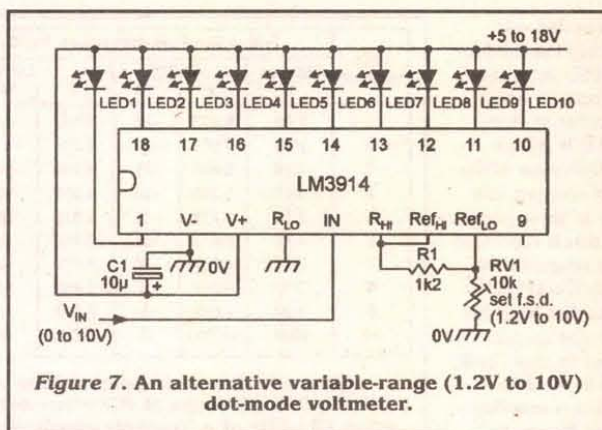 +5 to 18V
LED1 LED2 LED3 LED4 LED5 LED6 LED7 LED8 LED9 LED10
18 17 16 15 14 13 12 11 10
LM3914
1 V- V+ RLO IN RHI RefHI RefLO 9
C1
10µ
+
0V
R1
1k2
RV1
10k
set f.s.d.
(1.2V to 10V)
VIN
(0 to 10V)
0V
Figure 7. An alternative variable-range (1.2V to 10V)
dot-mode voltmeter.